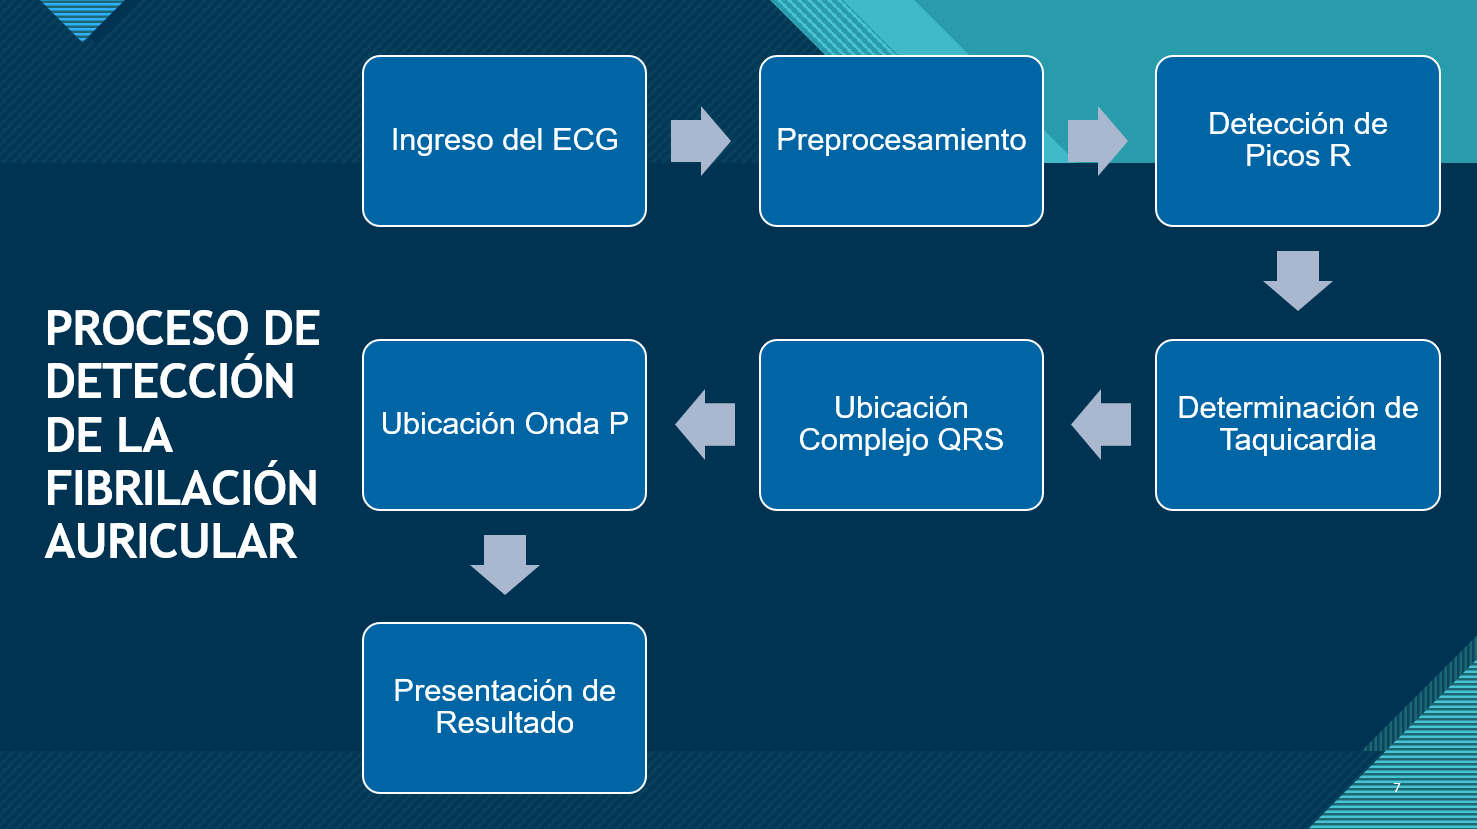 PROCESO DE
DETECCIÓN
DE LA
FIBRILACIÓN
AURICULAR
Ingreso del ECG
Preprocesamiento
Detección de
Picos R
Determinación de
Taquicardia
Ubicación
Complejo QRS
Ubicación Onda P
Presentación de
Resultado
7